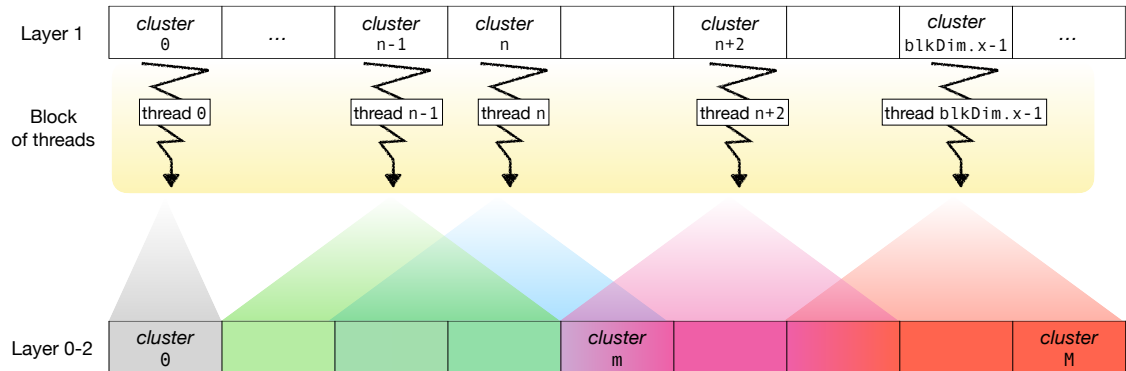 Layer 1
cluster
0
...
cluster
n-1
cluster
n
cluster
n+2
cluster
blkDim.x-1
...
Block
of threads
thread 0
thread n-1
thread n
thread n+2
thread blkDim.x-1
Layer 0-2
cluster
0
cluster
m
cluster
M